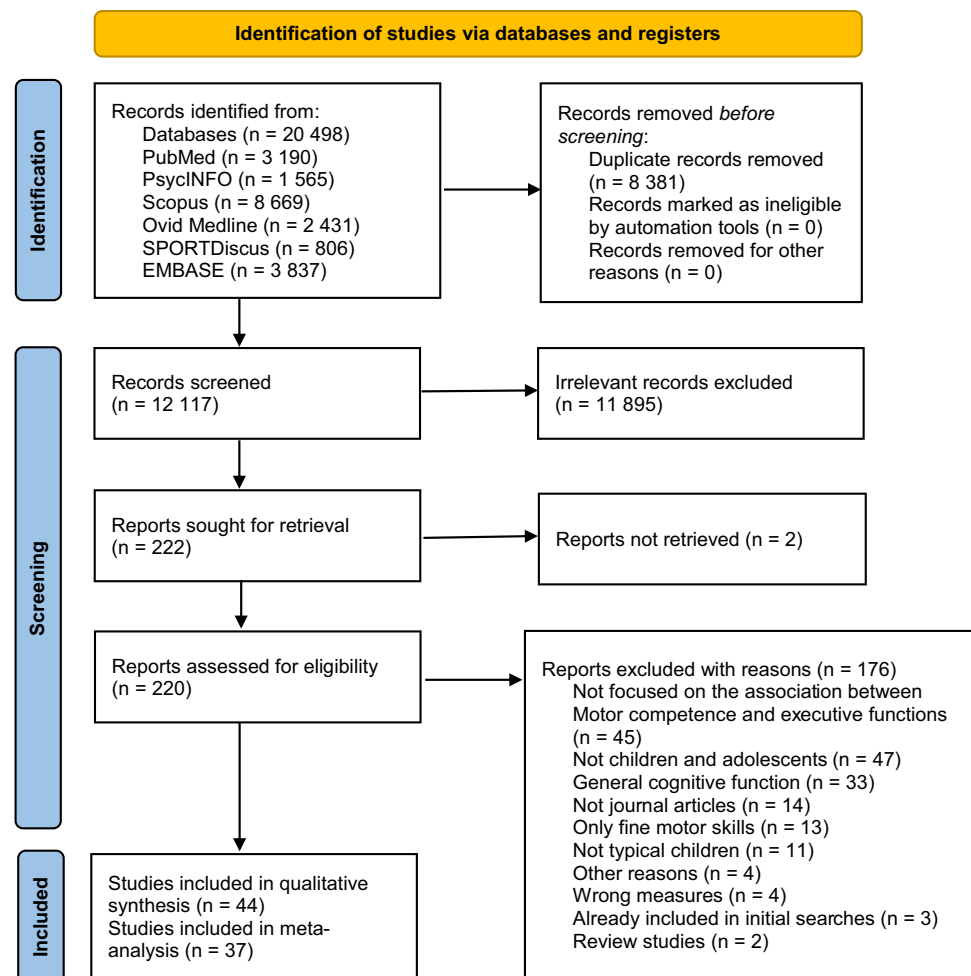 Identification of studies via databases and registers
Identification
Records identified from:
Databases (n = 20 498)
PubMed (n = 3 190)
PsycINFO (n = 1 565)
Scopus (n = 8 669)
Ovid Medline (n = 2 431)
SPORTDiscus (n = 806)
EMBASE (n = 3 837)
Records removed before
screening:
Duplicate records removed
(n = 8 381)
Records marked as ineligible
by automation tools (n = 0)
Records removed for other
reasons (n = 0)
Screening
Records screened
(n = 12 117)
Irrelevant records excluded
(n = 11 895)
Reports sought for retrieval
(n = 222)
Reports not retrieved (n = 2)
Reports assessed for eligibility
(n = 220)
Reports excluded with reasons (n = 176)
Not focused on the association between
Motor competence and executive functions
(n = 45)
Not children and adolescents (n = 47)
General cognitive function (n = 33)
Not journal articles (n = 14)
Only fine motor skills (n = 13)
Not typical children (n = 11)
Other reasons (n = 4)
Wrong measures (n = 4)
Already included in initial searches (n = 3)
Review studies (n = 2)
Included
Studies included in qualitative
synthesis (n = 44)
Studies included in meta-
analysis (n = 37)